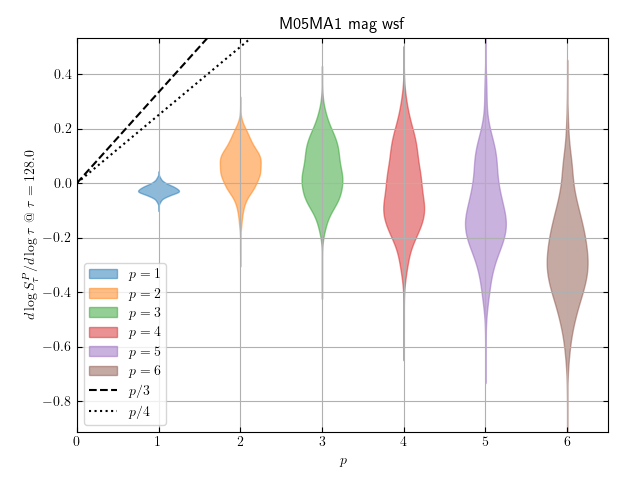 M05MA1 mag wsf
d log S_τ^p / d log τ @ τ = 128.0
0.4
0.2
0.0
−0.2
−0.4
−0.6
−0.8
p = 1
p = 2
p = 3
p = 4
p = 5
p = 6
p/3
p/4
0 1 2 3 4 5 6
p